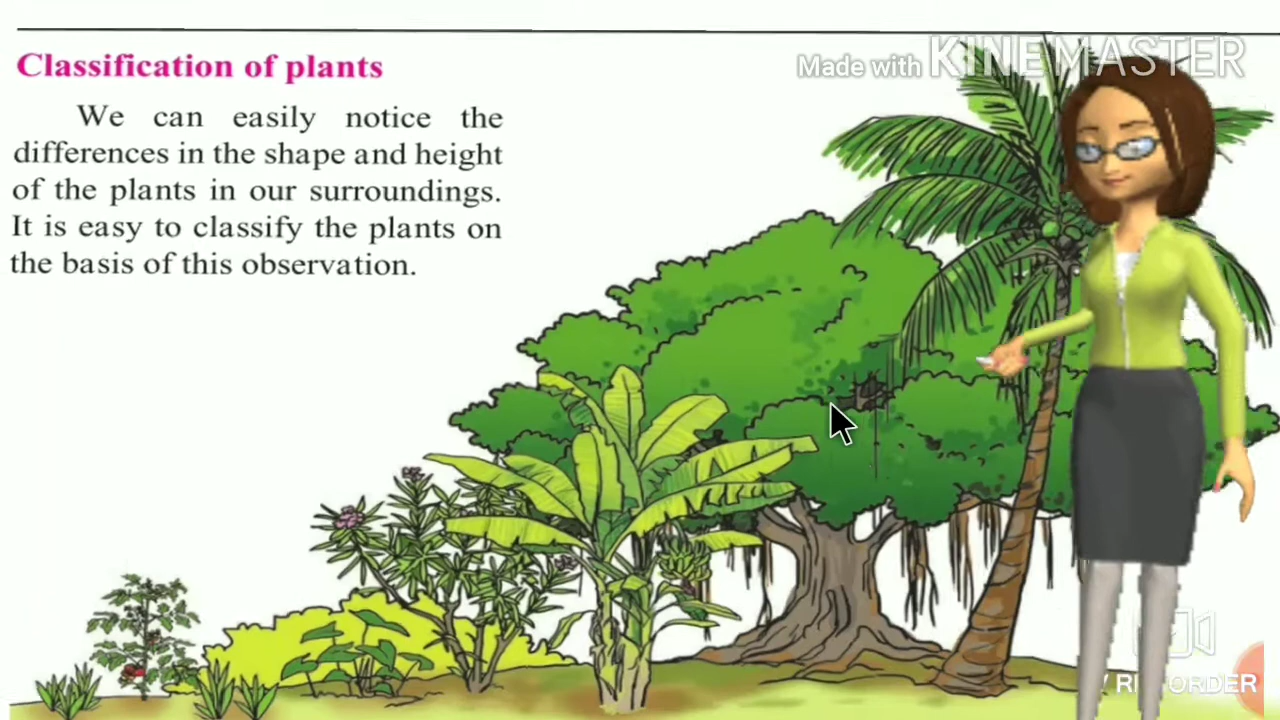 Classification of plants
Made with KINEMASTER
We can easily notice the
differences in the shape and height
of the plants in our surroundings.
It is easy to classify the plants on
the basis of this observation.